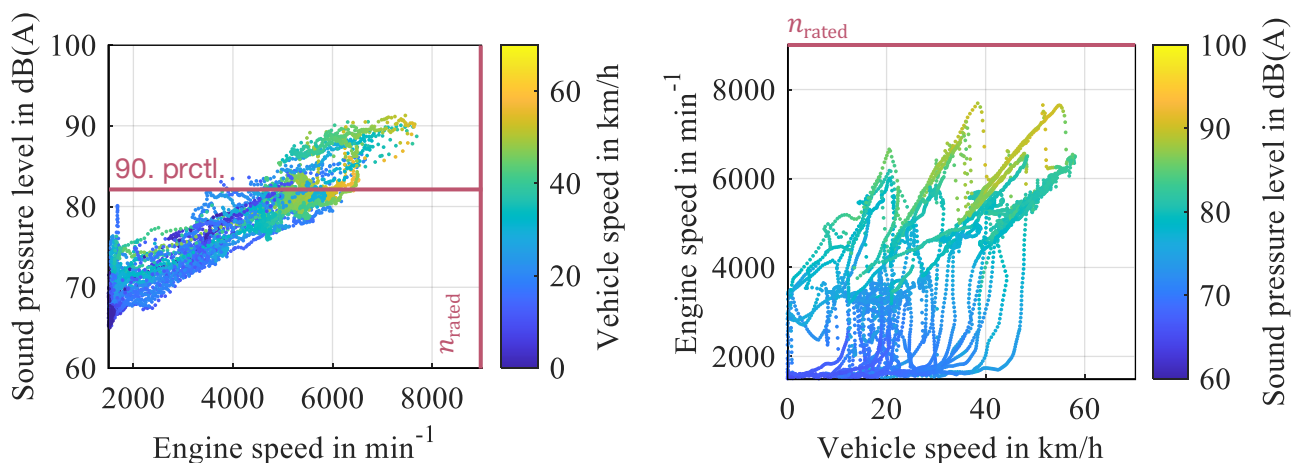 Sound pressure level in dB(A)
100
90
80
70
60
90. prctl.
n_rated
2000
4000
6000
8000
Engine speed in min⁻¹
60
40
20
0
Vehicle speed in km/h
n_rated
Engine speed in min⁻¹
8000
6000
4000
2000
0
20
40
60
Vehicle speed in km/h
100
90
80
70
60
Sound pressure level in dB(A)